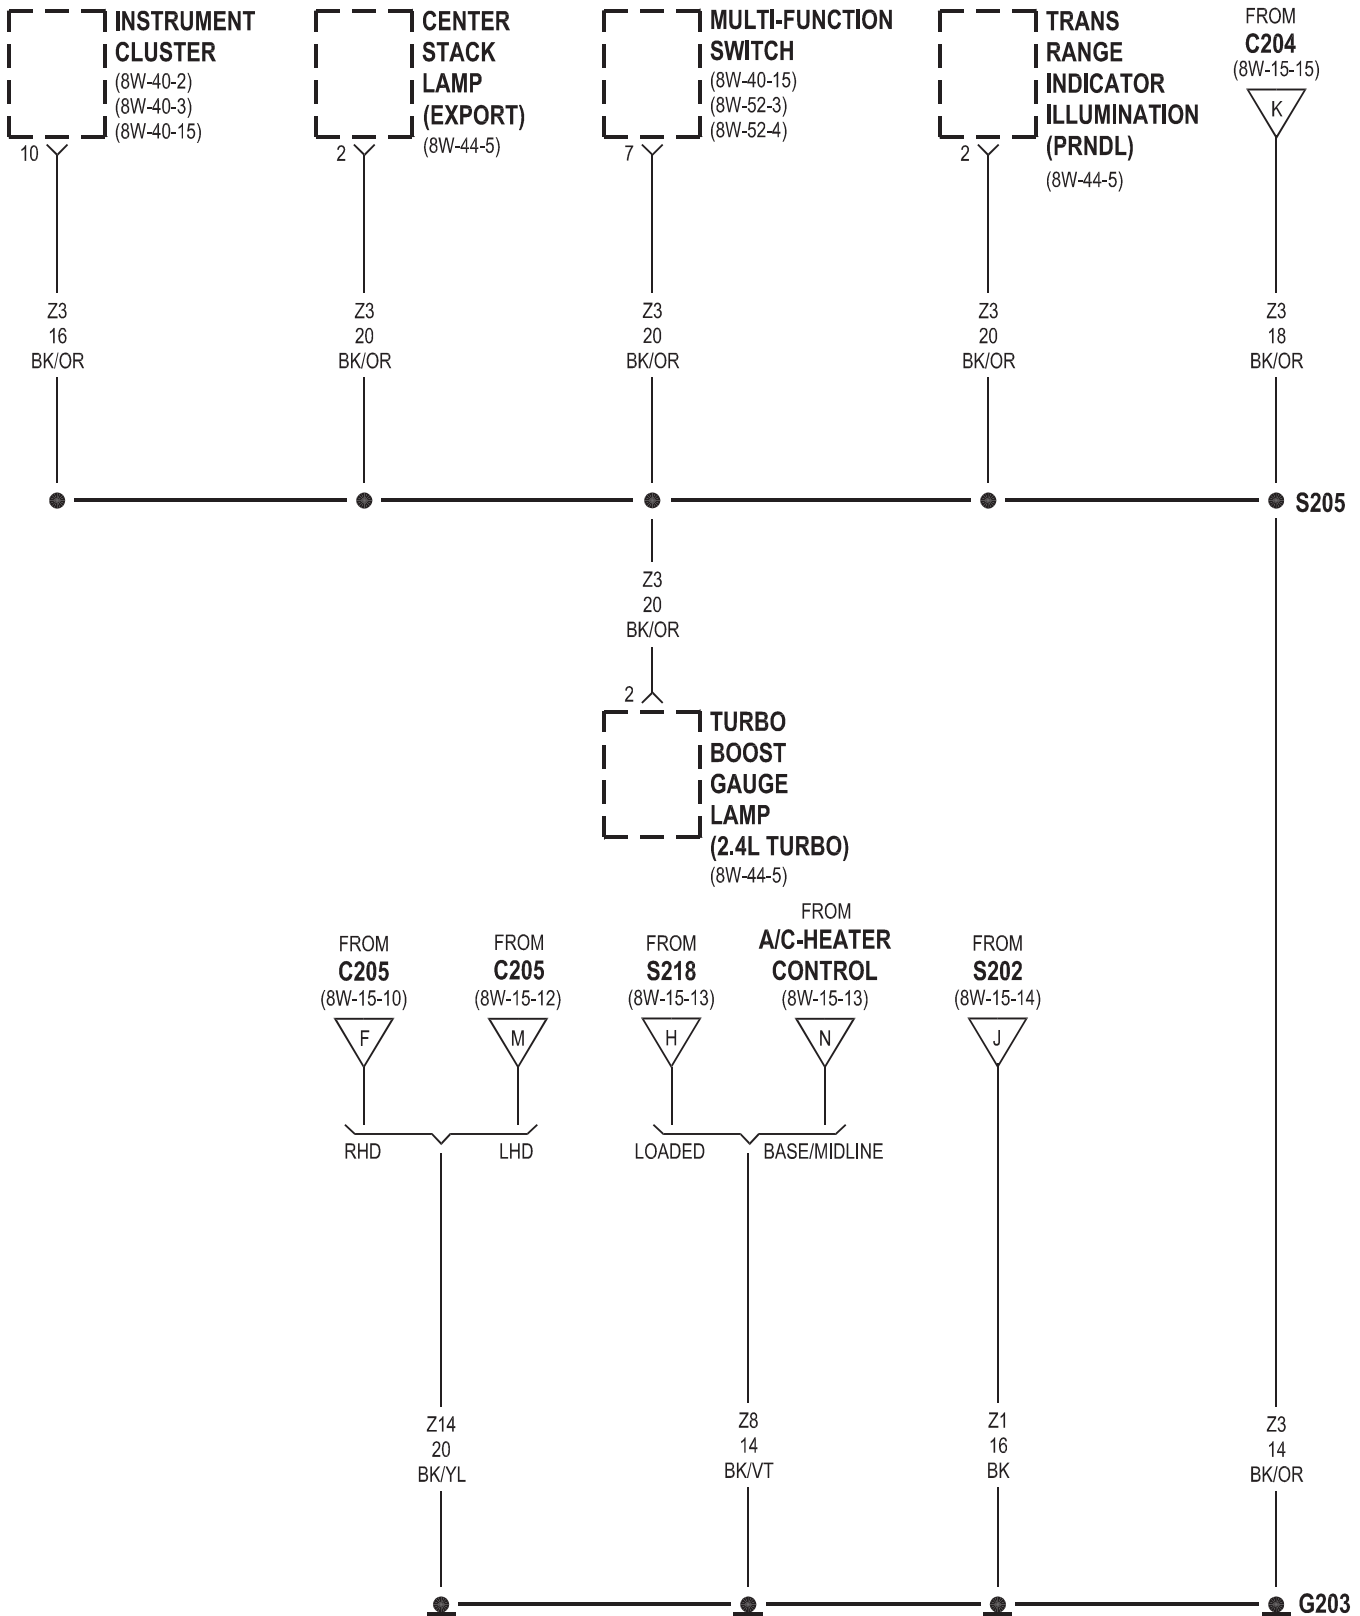 INSTRUMENT
CLUSTER
(8W-40-2)
(8W-40-3)
(8W-40-15)
10
CENTER
STACK
LAMP
(EXPORT)
(8W-44-5)
2
MULTI-FUNCTION
SWITCH
(8W-40-15)
(8W-52-3)
(8W-52-4)
7
TRANS
RANGE
INDICATOR
ILLUMINATION
(PRNDL)
(8W-44-5)
2
FROM
C204
(8W-15-15)
K
Z3
16
BK/OR
Z3
20
BK/OR
Z3
20
BK/OR
Z3
20
BK/OR
Z3
18
BK/OR
S205
Z3
20
BK/OR
2
TURBO
BOOST
GAUGE
LAMP
(2.4L TURBO)
(8W-44-5)
FROM
C205
(8W-15-10)
F
FROM
C205
(8W-15-12)
M
FROM
S218
(8W-15-13)
H
FROM
A/C-HEATER
CONTROL
(8W-15-13)
N
FROM
S202
(8W-15-14)
J
RHD
LHD
LOADED
BASE/MIDLINE
Z14
20
BK/YL
Z8
14
BK/VT
Z1
16
BK
Z3
14
BK/OR
G203